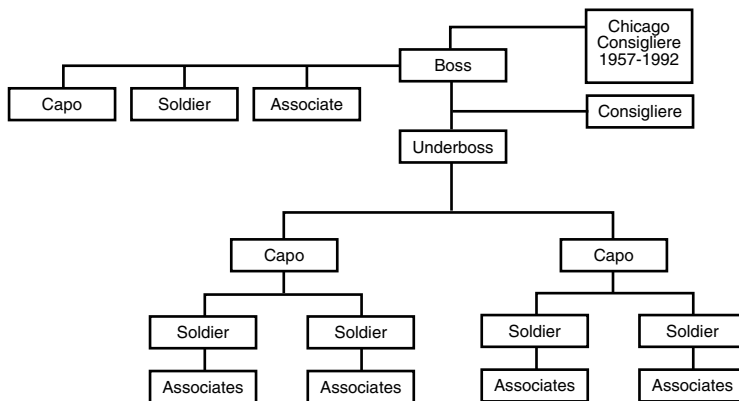 Chicago
Consigliere
1957-1992
Boss
Capo
Soldier
Associate
Consigliere
Underboss
Capo
Capo
Soldier
Soldier
Soldier
Soldier
Associates
Associates
Associates
Associates